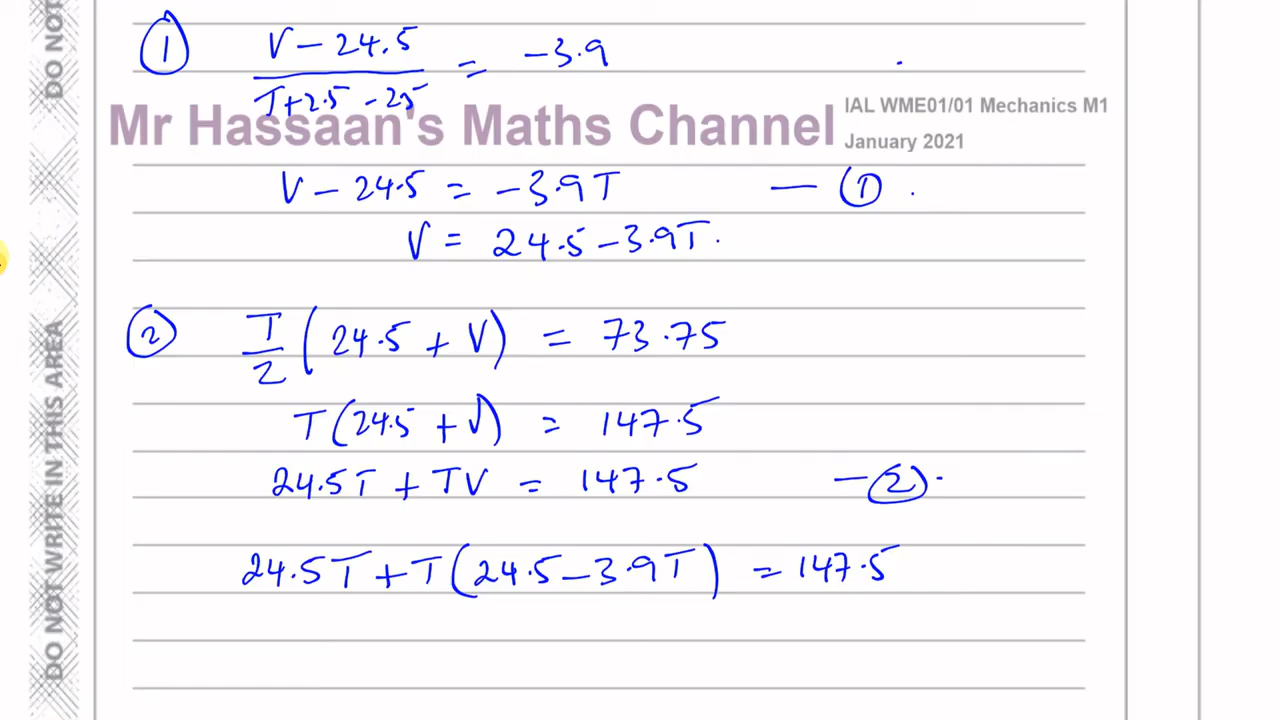 DO NOT
① V - 24.5 / T+2.5 - 25 = -3.9
Mr Hassaan's Maths Channel
IAL WME01/01 Mechanics M1
January 2021
V - 24.5 = -3.9T — ①
V = 24.5 - 3.9T.
② T/2 (24.5 + V) = 73.75
T(24.5 + V) = 147.5
24.5T + TV = 147.5 — ②.
24.5T + T(24.5 - 3.9T) = 147.5
DO NOT WRITE IN THIS AREA